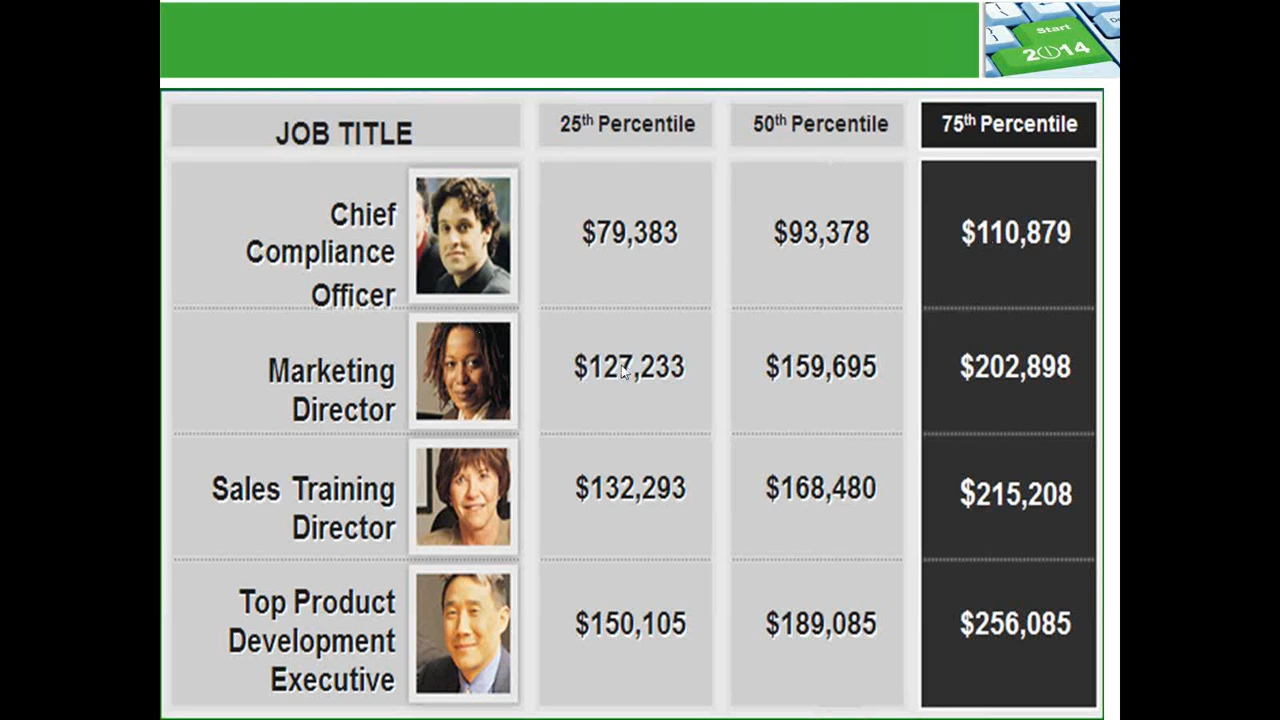 Start
2014
JOB TITLE
25th Percentile
50th Percentile
75th Percentile
Chief
Compliance
Officer
$79,383
$93,378
$110,879
Marketing
Director
$127,233
$159,695
$202,898
Sales Training
Director
$132,293
$168,480
$215,208
Top Product
Development
Executive
$150,105
$189,085
$256,085